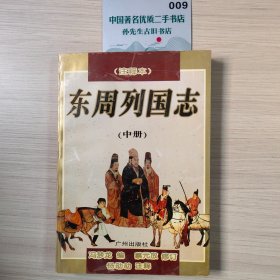 009
中国著名优质二手书店
孙先生古旧书店
(注释本)
东周列国志
(中册)
冯梦龙 编 蔡元放 修订
注释
广州出版社